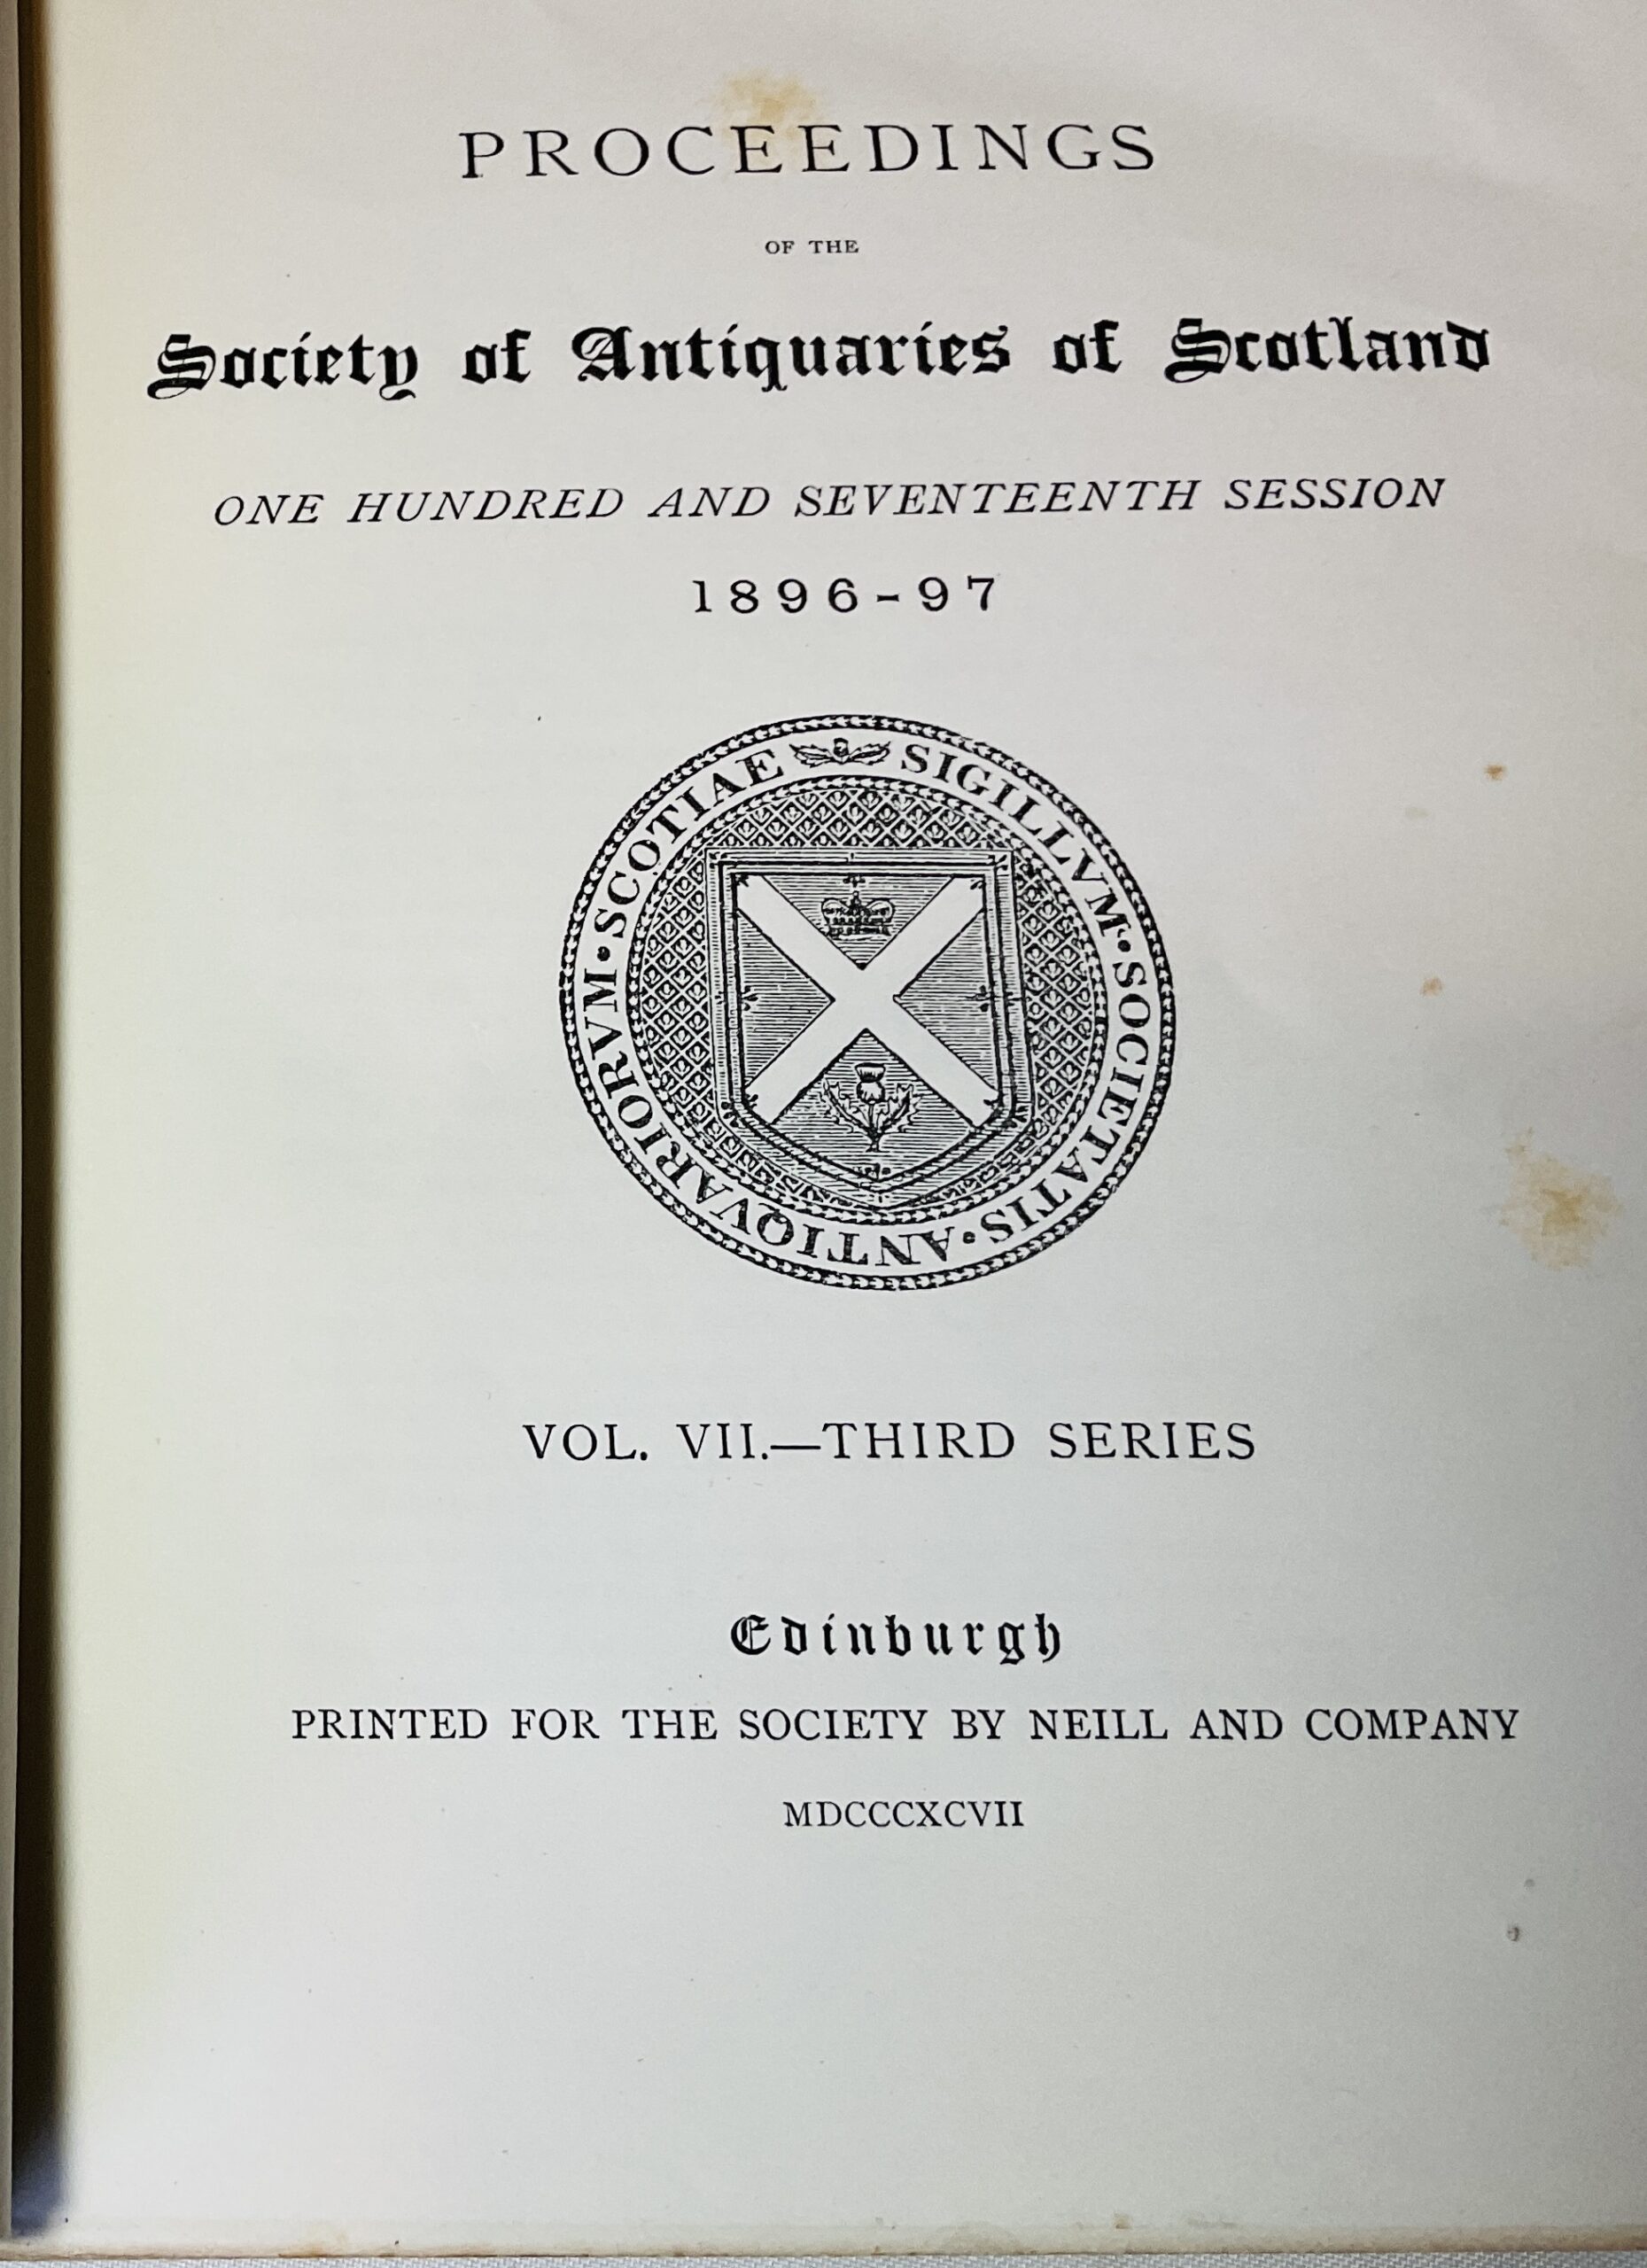 PROCEEDINGS
OF THE
Society of Antiquaries of Scotland
ONE HUNDRED AND SEVENTEENTH SESSION
1896-97
SIGILLVM · SOCIETATIS · ANTIQVARIORVM · SCOTIAE
VOL. VII.—THIRD SERIES
Edinburgh
PRINTED FOR THE SOCIETY BY NEILL AND COMPANY
MDCCCXCVII